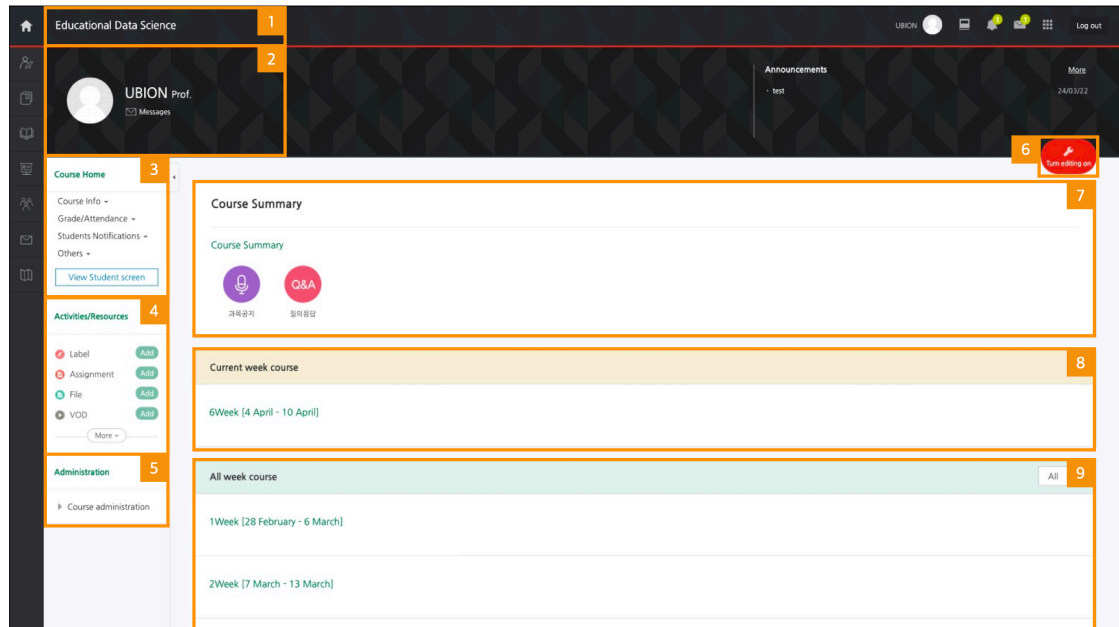 Educational Data Science
1
UBION
1
1
Log out
2
UBION Prof.
Messages
Announcements
More
· test
24/03/22
6
Turn editing on
Course Home
3
Course Info
Grade/Attendance
Students Notifications
Others
View Student screen
Activities/Resources
4
Label
Add
Assignment
Add
File
Add
VOD
Add
More
Administration
5
Course administration
7
Course Summary
Course Summary
Q&A
과목공지
질의응답
Current week course
8
6Week [4 April - 10 April]
All week course
All
9
1Week [28 February - 6 March]
2Week [7 March - 13 March]